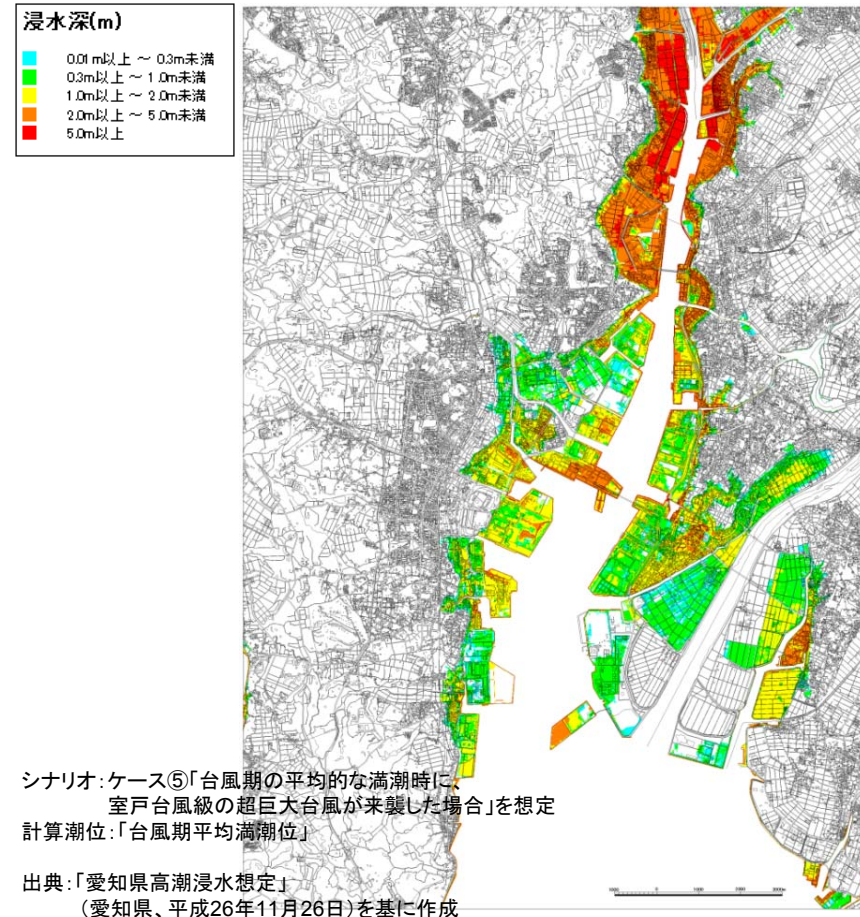 浸水深(m)
0.01m以上 ～ 0.3m未満
0.3m以上 ～ 1.0m未満
1.0m以上 ～ 2.0m未満
2.0m以上 ～ 5.0m未満
5.0m以上
シナリオ：ケース⑤「台風期の平均的な満潮時に、
室戸台風級の超巨大台風が来襲した場合」を想定
計算潮位：「台風期平均満潮位」
出典：「愛知県高潮浸水想定」
（愛知県、平成26年11月26日）を基に作成